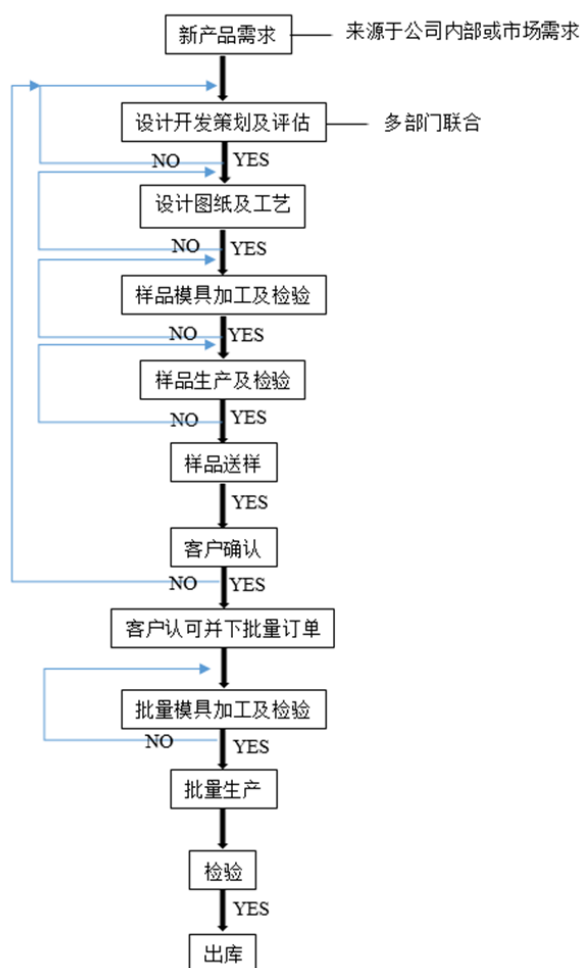 新产品需求
来源于公司内部或市场需求
设计开发策划及评估
多部门联合
NO
YES
设计图纸及工艺
NO
YES
样品模具加工及检验
NO
YES
样品生产及检验
NO
YES
样品送样
YES
客户确认
NO
YES
客户认可并下批量订单
批量模具加工及检验
NO
YES
批量生产
检验
YES
出库